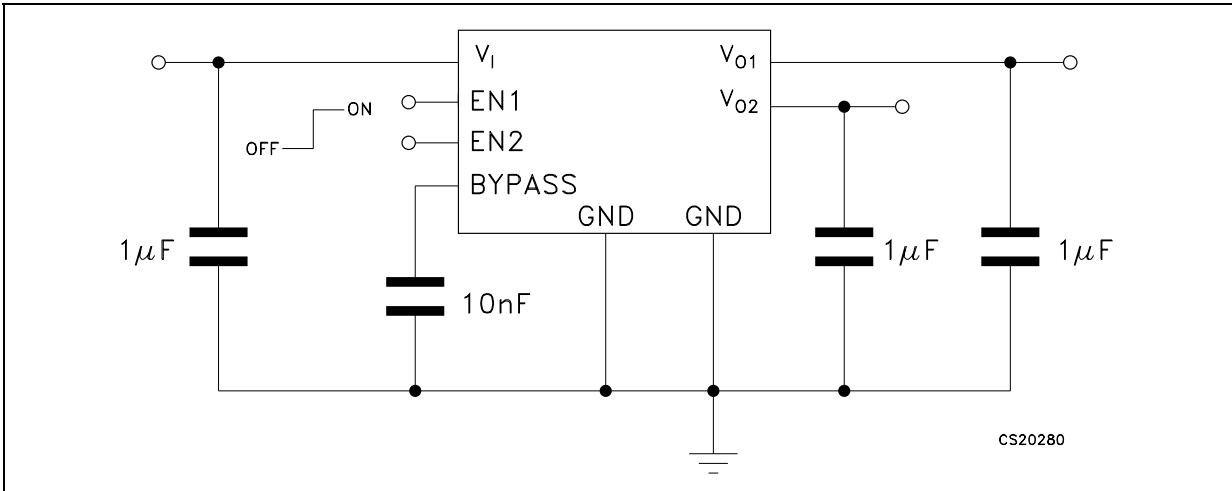 V_I
V_O1
EN1
V_O2
ON
OFF
EN2
BYPASS
GND GND
1μF
10nF
1μF
1μF
CS20280